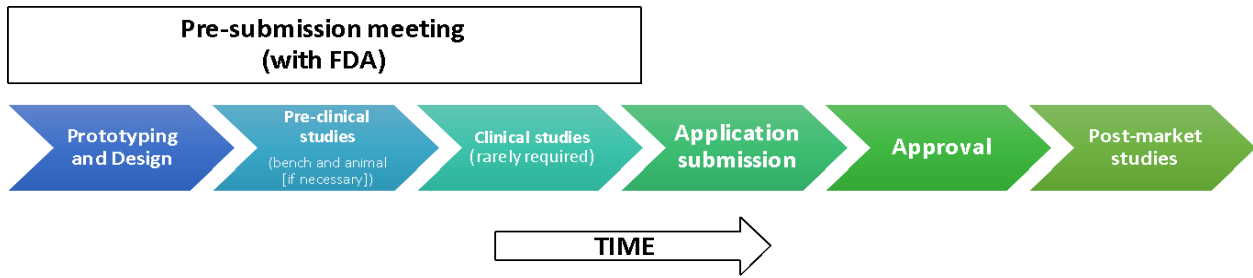 Pre-submission meeting
(with FDA)
Prototyping
and Design
Pre-clinical
studies
(bench and animal
[if necessary])
Clinical studies
(rarely required)
Application
submission
Approval
Post-market
studies
TIME